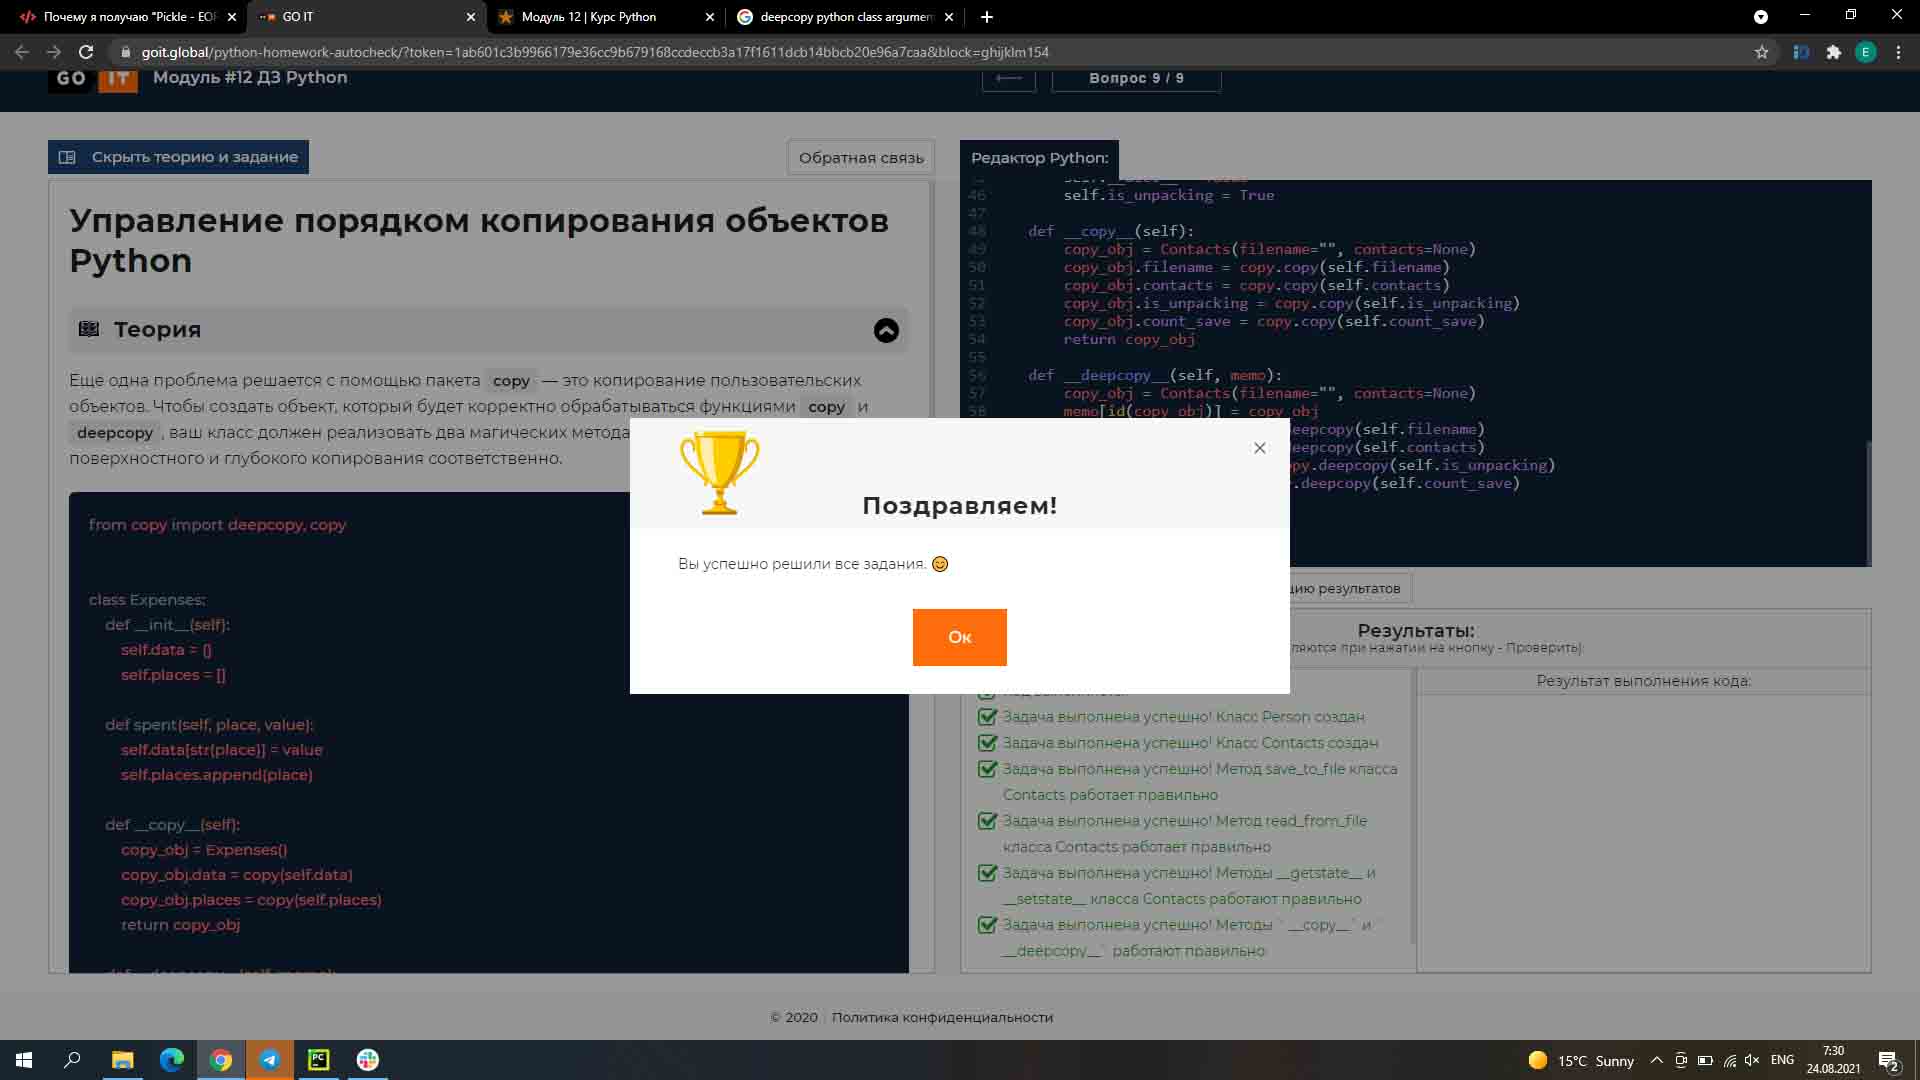 Почему я получаю "Pickle - EOF
GO IT
Модуль 12 | Курс Python
deepcopy python class argumen
goit.global/python-homework-autocheck/?token=1ab601c3b9966179e36cc9b679168ccdeccb3a17f1611dcb14bbcb20e96a7caa&block=ghijklm154
E
GO IT
Модуль #12 ДЗ Python
Вопрос 9 / 9
Скрыть теорию и задание
Обратная связь
Управление порядком копирования объектов
Python
Теория
Ещё одна проблема решается с помощью пакета copy — это копирование пользовательских
объектов. Чтобы создать объект, который будет корректно обрабатываться функциями copy и
deepcopy, ваш класс должен реализовать два магических метода
поверхностного и глубокого копирования соответственно.
from copy import deepcopy, copy
class Expenses:
def __init__(self):
self.data = {}
self.places = []
def spent(self, place, value):
self.data[str(place)] = value
self.places.append(place)
def __copy__(self):
copy_obj = Expenses()
copy_obj.data = copy(self.data)
copy_obj.places = copy(self.places)
return copy_obj
Редактор Python:
46 self.is_unpacking = True
47
48 def __copy__(self):
49 copy_obj = Contacts(filename="", contacts=None)
50 copy_obj.filename = copy.copy(self.filename)
51 copy_obj.contacts = copy.copy(self.contacts)
52 copy_obj.is_unpacking = copy.copy(self.is_unpacking)
53 copy_obj.count_save = copy.copy(self.count_save)
54 return copy_obj
55
56 def __deepcopy__(self, memo):
57 copy_obj = Contacts(filename="", contacts=None)
58 memo[id(copy_obj)] = copy_obj
eepcopy(self.filename)
eepcopy(self.contacts)
py.deepcopy(self.is_unpacking)
.deepcopy(self.count_save)
Поздравляем!
Вы успешно решили все задания.
Ок
цию результатов
Результаты:
ляются при нажатии на кнопку - Проверить):
Результат выполнения кода:
Задача выполнена успешно! Класс Person создан
Задача выполнена успешно! Класс Contacts создан
Задача выполнена успешно! Метод save_to_file класса
Contacts работает правильно
Задача выполнена успешно! Метод read_from_file
класса Contacts работает правильно
Задача выполнена успешно! Методы __getstate__ и
__setstate__ класса Contacts работают правильно
Задача выполнена успешно! Методы ` __copy__ ` и `
__deepcopy__ ` работают правильно
© 2020 | Политика конфиденциальности
PC
15°C Sunny
ENG
7:30
24.08.2021
2